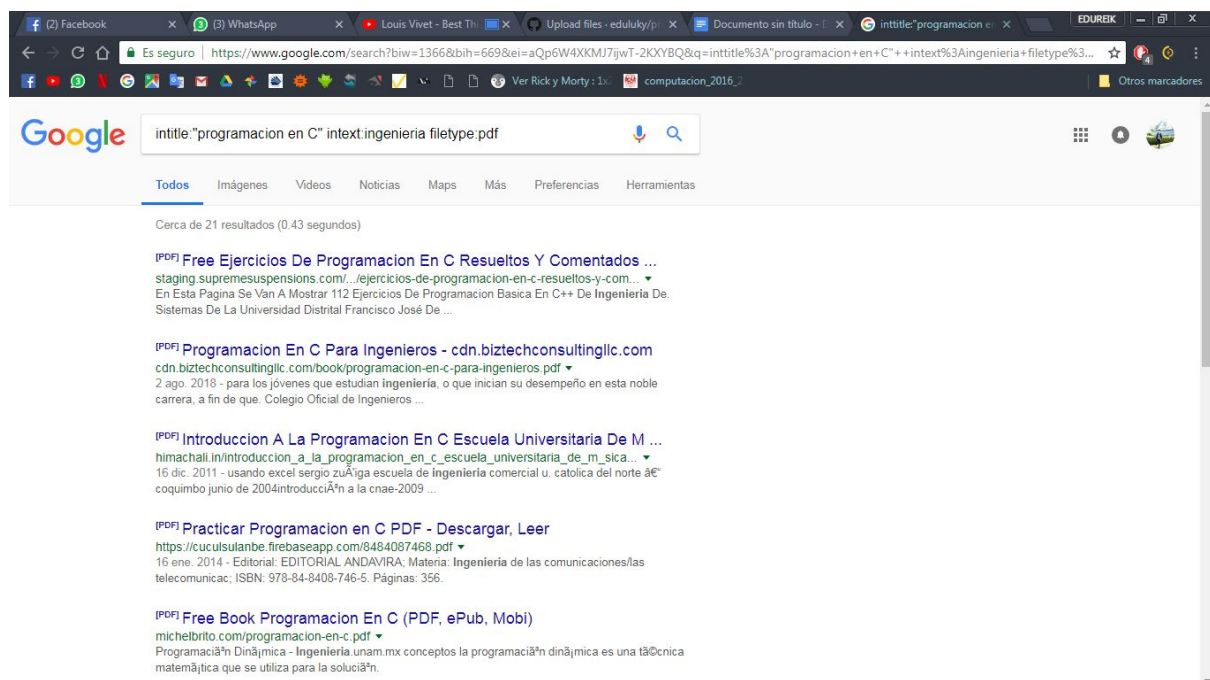 (2) Facebook
(3) WhatsApp
Louis Vivet - Best Th
Upload files · eduluky/p
Documento sin título - D
inttitle:"programacion e
EDUREIK
Es seguro | https://www.google.com/search?biw=1366&bih=669&ei=aQp6W4XKMJ7ijwT-2KXYBQ&q=inttitle%3A"programacion+en+C"++intext%3Aingenieria+filetype%3...
Ver Rick y Morty : 1x
computacion_2016_2
Otros marcadores
Google
intitle:"programacion en C" intext:ingenieria filetype:pdf
Todos Imágenes Videos Noticias Maps Más Preferencias Herramientas
Cerca de 21 resultados (0.43 segundos)
[PDF] Free Ejercicios De Programacion En C Resueltos Y Comentados ...
staging.supremesuspensions.com/.../ejercicios-de-programacion-en-c-resueltos-y-com...
En Esta Pagina Se Van A Mostrar 112 Ejercicios De Programacion Basica En C++ De Ingenieria De.
Sistemas De La Universidad Distrital Francisco José De ...
[PDF] Programacion En C Para Ingenieros - cdn.biztechconsultingllc.com
cdn.biztechconsultingllc.com/book/programacion-en-c-para-ingenieros.pdf
2 ago. 2018 - para los jóvenes que estudian ingeniería, o que inician su desempeño en esta noble
carrera, a fin de que. Colegio Oficial de Ingenieros ...
[PDF] Introduccion A La Programacion En C Escuela Universitaria De M ...
himachali.in/introduccion_a_la_programacion_en_c_escuela_universitaria_de_m_sica...
16 dic. 2011 - usando excel sergio zuÃ'iga escuela de ingenieria comercial u. catolica del norte â€"
coquimbo junio de 2004introducciÃªn a la cnae-2009 ...
[PDF] Practicar Programacion en C PDF - Descargar, Leer
https://cuculsulanbe.firebaseapp.com/8484087468.pdf
16 ene. 2014 - Editorial: EDITORIAL ANDAVIRA; Materia: Ingenieria de las comunicaciones/las
telecomunicac; ISBN: 978-84-8408-746-5. Páginas: 356.
[PDF] Free Book Programacion En C (PDF, ePub, Mobi)
michelbrito.com/programacion-en-c.pdf
Programaciãªn Dinã¡mica - Ingenieria.unam.mx conceptos la programaciãªn dinã¡mica es una tã©cnica
matemã¡tica que se utiliza para la soluciãªn.